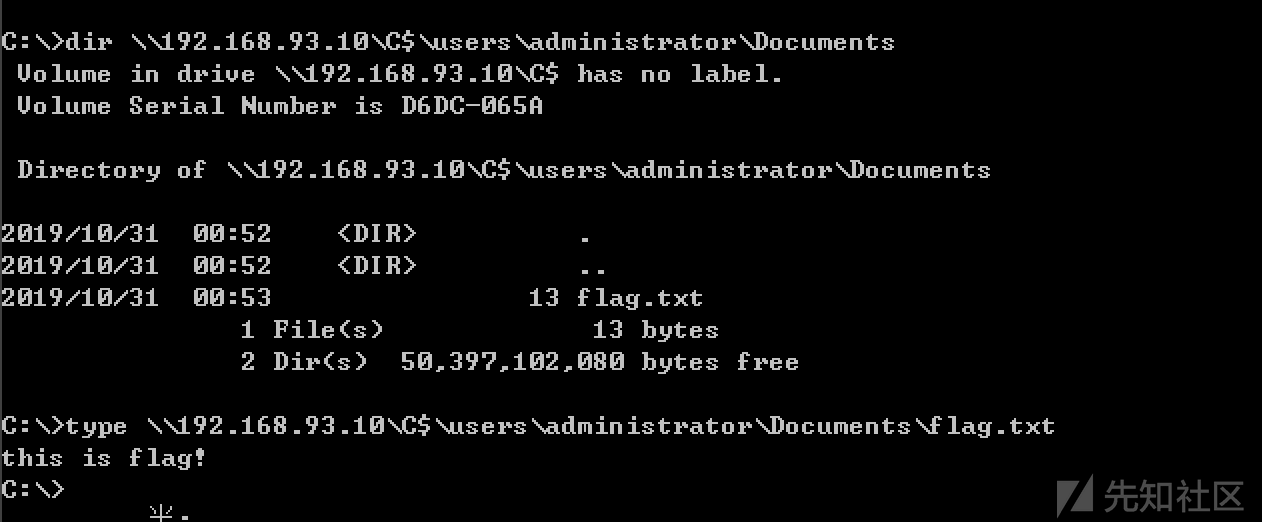 C:\>dir \\192.168.93.10\C$\users\administrator\Documents
 Volume in drive \\192.168.93.10\C$ has no label.
 Volume Serial Number is D6DC-065A
 Directory of \\192.168.93.10\C$\users\administrator\Documents
2019/10/31  00:52    <DIR>          .
2019/10/31  00:52    <DIR>          ..
2019/10/31  00:53                13 flag.txt
               1 File(s)             13 bytes
               2 Dir(s)  50,397,102,080 bytes free
C:\>type \\192.168.93.10\C$\users\administrator\Documents\flag.txt
this is flag!
C:\>
先知社区